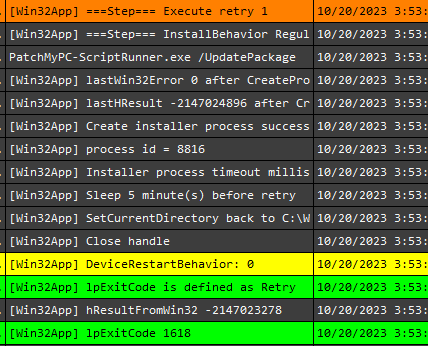 [Win32App] ===Step=== Execute retry 1 10/20/2023 3:53:
[Win32App] ===Step=== InstallBehavior Regul 10/20/2023 3:53:
PatchMyPC-ScriptRunner.exe /UpdatePackage 10/20/2023 3:53:
[Win32App] lastWin32Error 0 after CreatePro 10/20/2023 3:53:
[Win32App] lastHResult -2147024896 after Cr 10/20/2023 3:53:
[Win32App] Create installer process success 10/20/2023 3:53:
[Win32App] process id = 8816 10/20/2023 3:53:
[Win32App] Installer process timeout millis 10/20/2023 3:53:
[Win32App] Sleep 5 minute(s) before retry 10/20/2023 3:53:
[Win32App] SetCurrentDirectory back to C:\W 10/20/2023 3:53:
[Win32App] Close handle 10/20/2023 3:53:
[Win32App] DeviceRestartBehavior: 0 10/20/2023 3:53:
[Win32App] lpExitCode is defined as Retry 10/20/2023 3:53:
[Win32App] hResultFromWin32 -2147023278 10/20/2023 3:53:
[Win32App] lpExitCode 1618 10/20/2023 3:53: